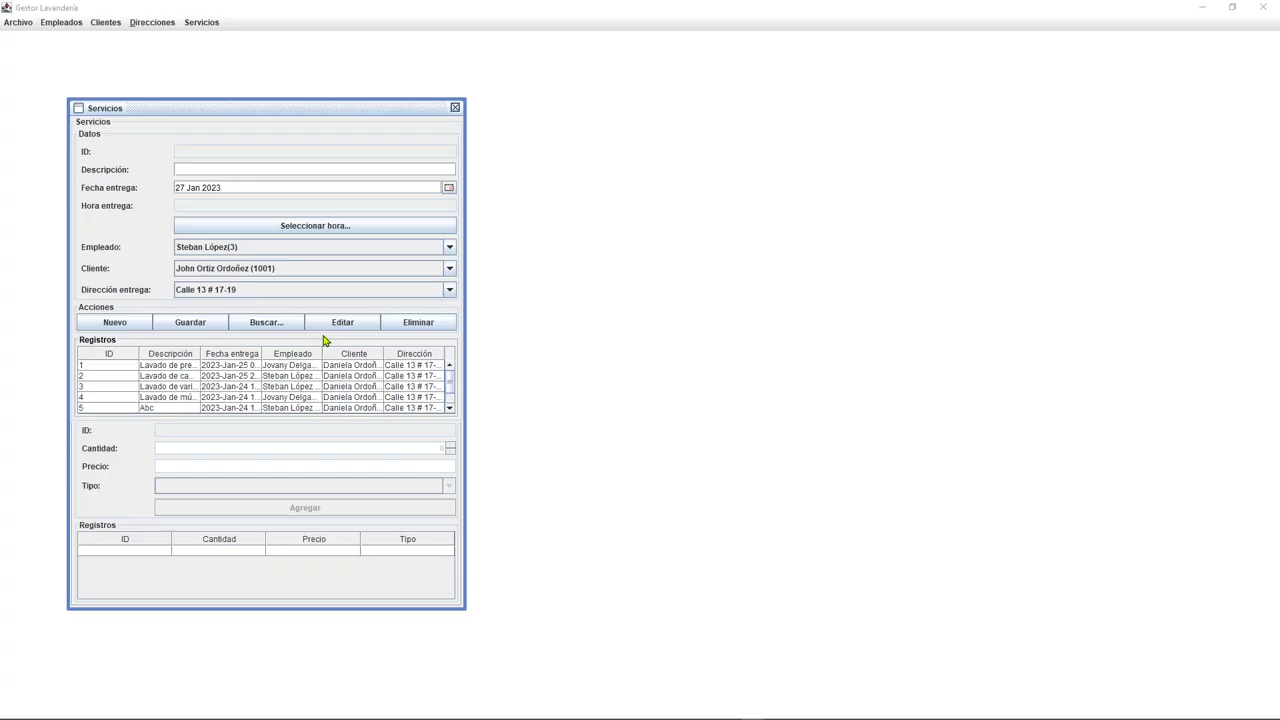 Gestor Lavandería
Archivo Empleados Clientes Direcciones Servicios
Servicios
Servicios
Datos
ID:
Descripción:
Fecha entrega: 27 Jan 2023
Hora entrega:
Seleccionar hora...
Empleado: Steban López(3)
Cliente: John Ortiz Ordoñez (1001)
Dirección entrega: Calle 13 # 17-19
Acciones
Nuevo Guardar Buscar... Editar Eliminar
Registros
ID Descripción Fecha entrega Empleado Cliente Dirección
1 Lavado de pre... 2023-Jan-25 0... Jovany Delga... Daniela Ordoñ... Calle 13 # 17-...
2 Lavado de ca... 2023-Jan-25 2... Steban López ... Daniela Ordoñ... Calle 13 # 17-...
3 Lavado de vari... 2023-Jan-24 1... Steban López ... Daniela Ordoñ... Calle 13 # 17-...
4 Lavado de mú... 2023-Jan-24 1... Jovany Delga... Daniela Ordoñ... Calle 13 # 17-...
5 Abc 2023-Jan-24 1... Steban López ... Daniela Ordoñ... Calle 13 # 17-...
ID:
Cantidad: 0
Precio:
Tipo:
Agregar
Registros
ID Cantidad Precio Tipo